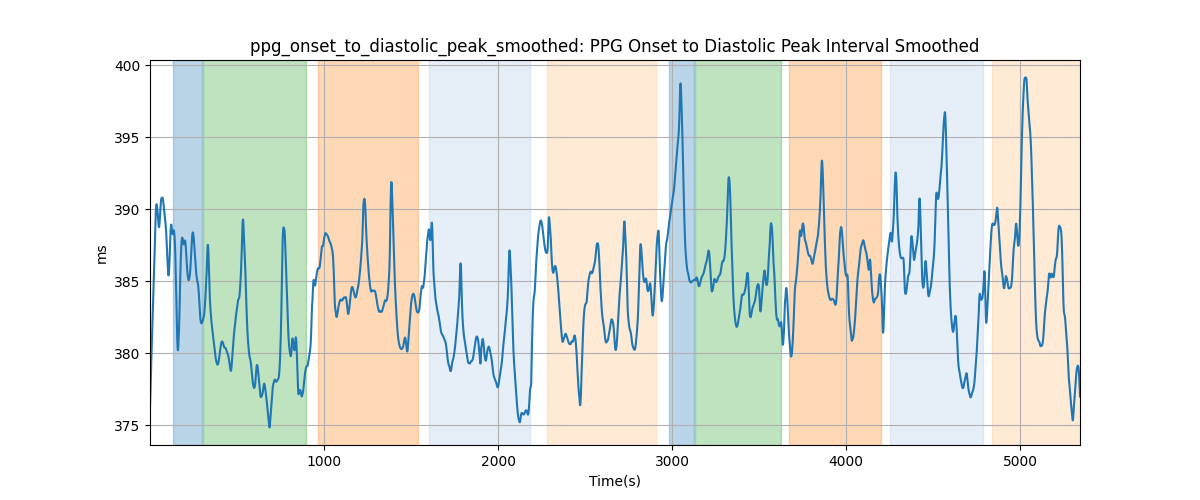 ppg_onset_to_diastolic_peak_smoothed: PPG Onset to Diastolic Peak Interval Smoothed
400
395
390
385
380
375
ms
1000 2000 3000 4000 5000
Time(s)